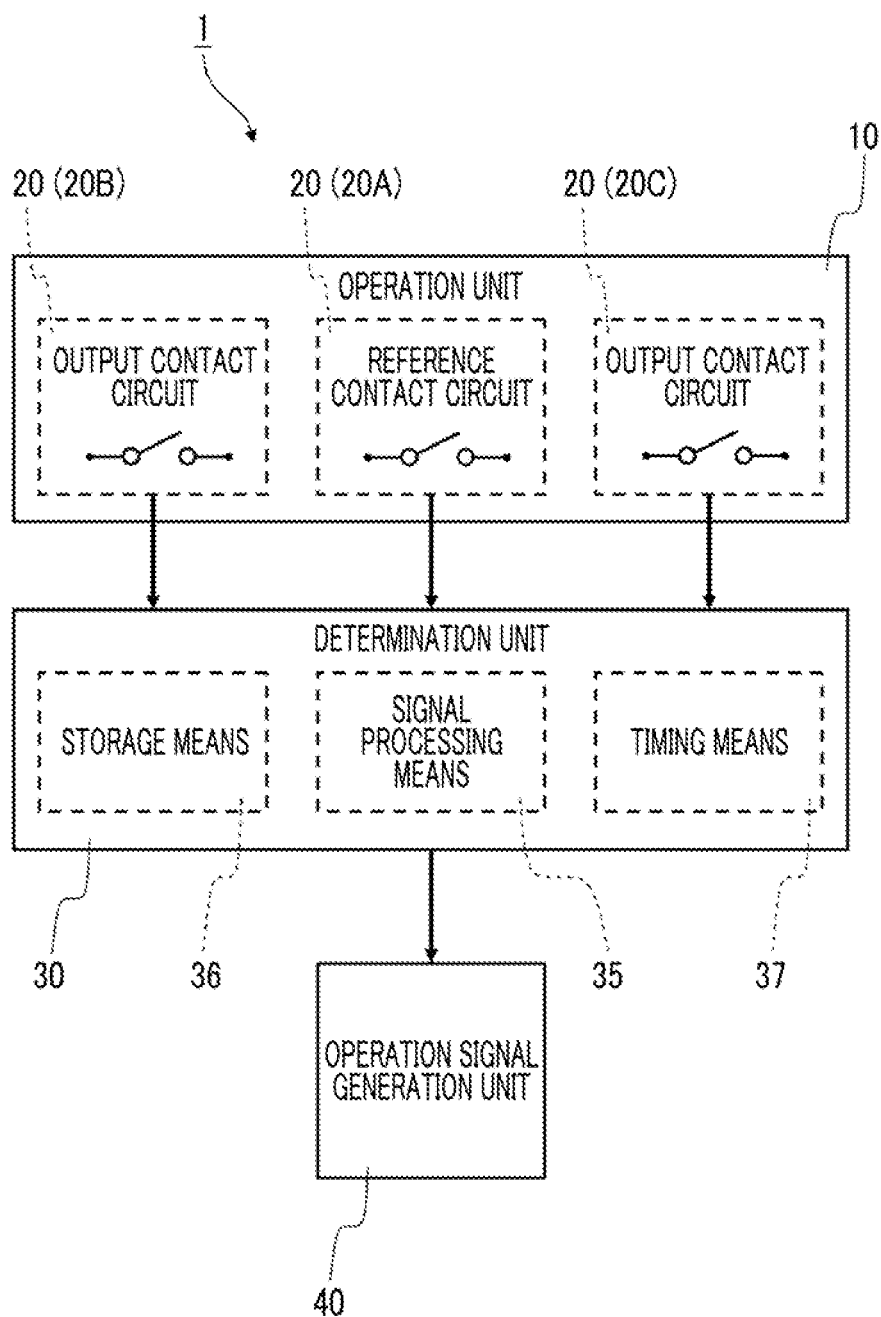 1
10
20 (20B)
20 (20A)
20 (20C)
OPERATION UNIT
OUTPUT CONTACT
CIRCUIT
REFERENCE
CONTACT CIRCUIT
OUTPUT CONTACT
CIRCUIT
DETERMINATION UNIT
STORAGE MEANS
SIGNAL
PROCESSING
MEANS
TIMING MEANS
30
36
35
37
OPERATION SIGNAL
GENERATION UNIT
40